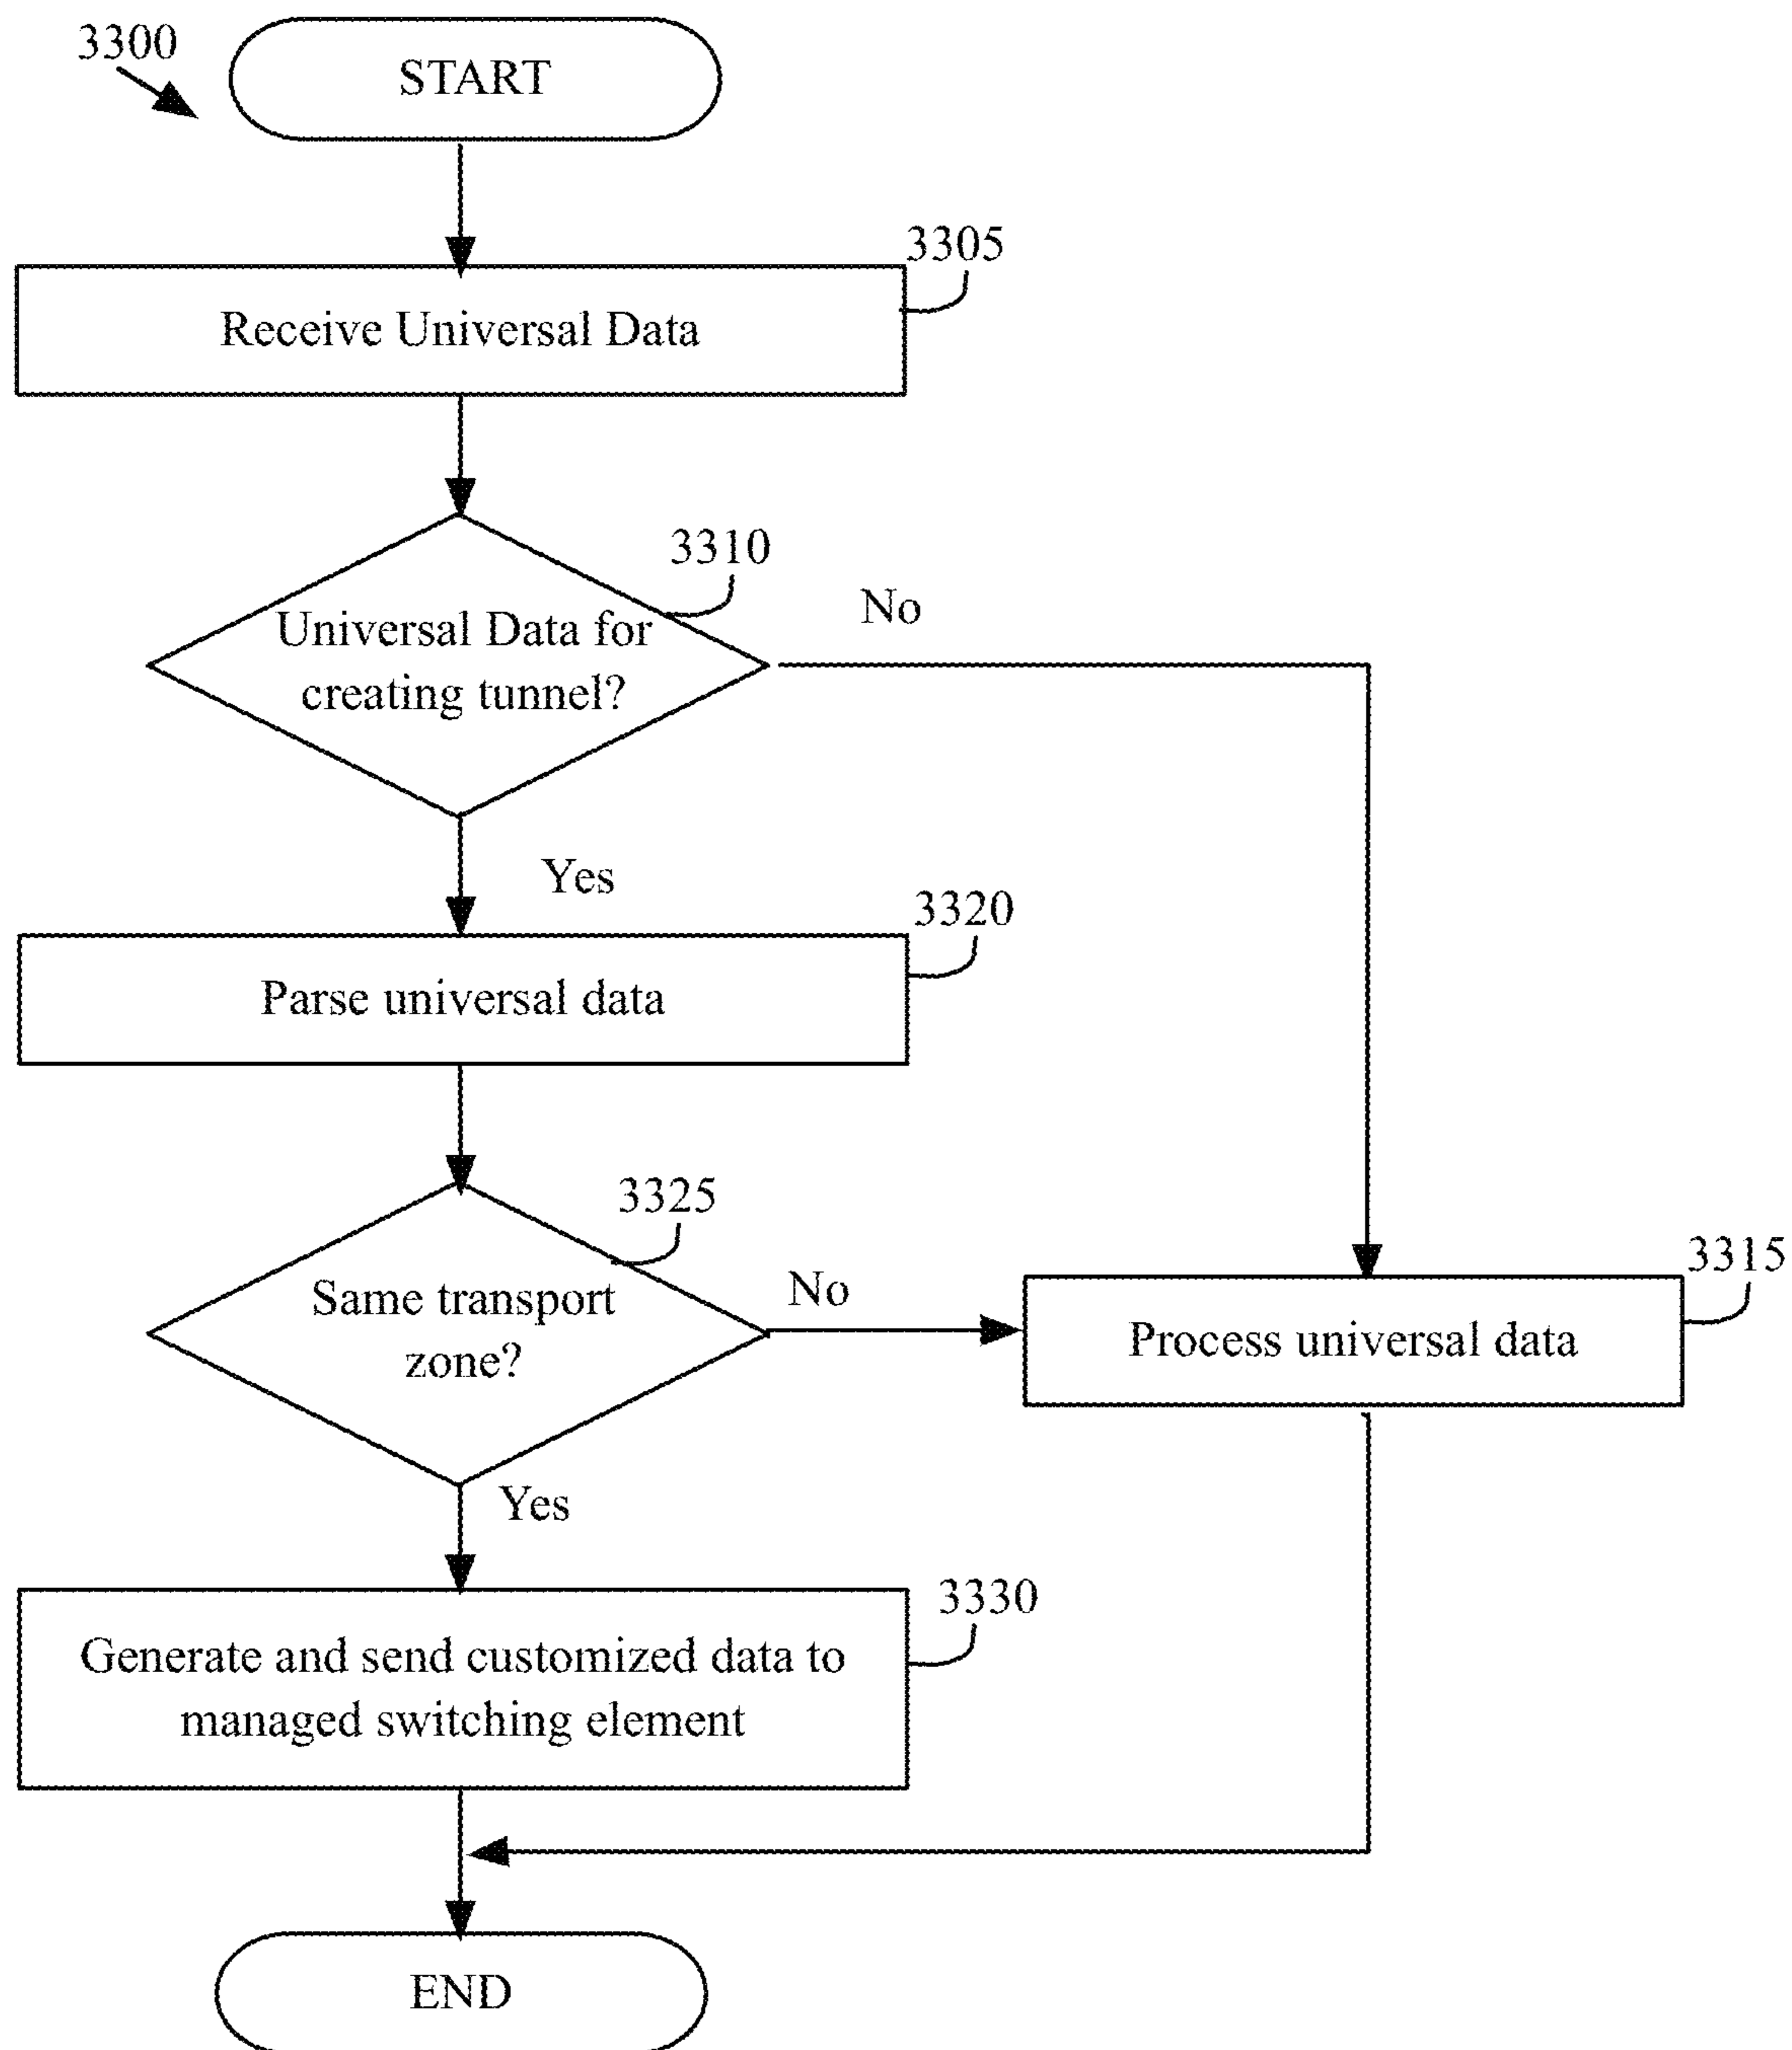 3300
START
3305
Receive Universal Data
3310
No
Universal Data for
creating tunnel?
Yes
3320
Parse universal data
3325
Same transport
zone?
No
3315
Process universal data
Yes
3330
Generate and send customized data to
managed switching element
END